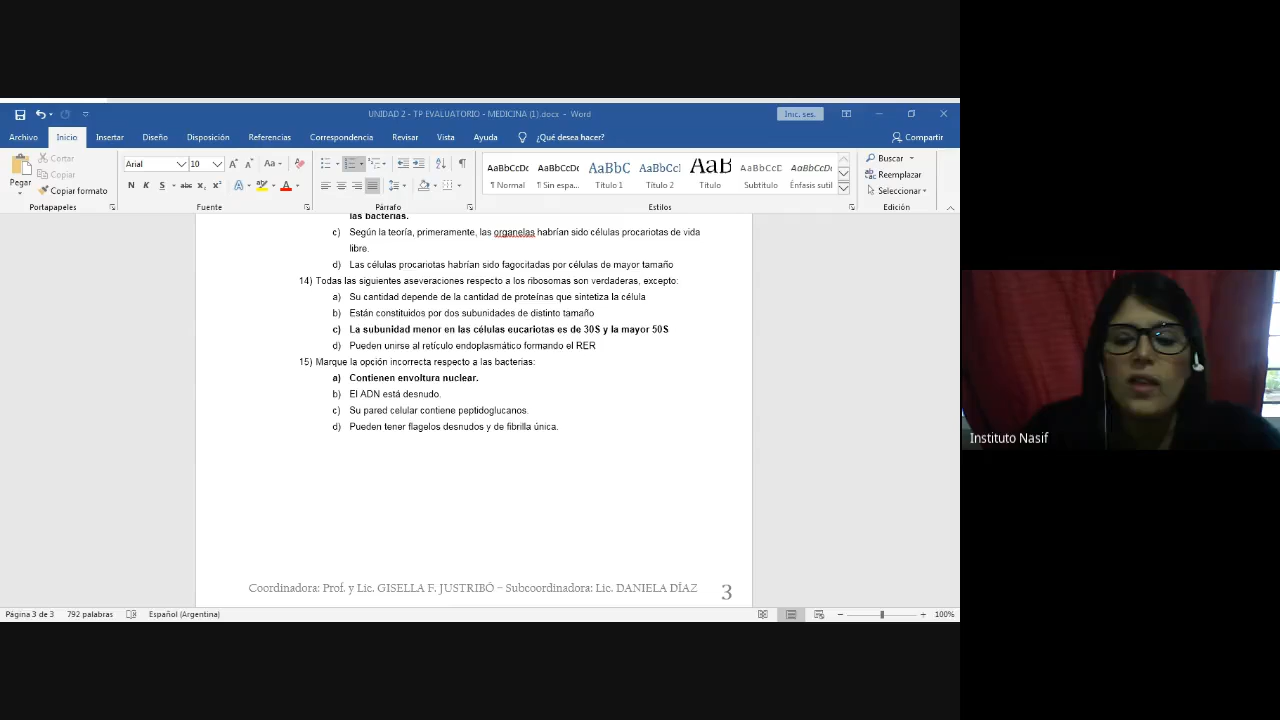 UNIDAD 2 - TP EVALUATORIO - MEDICINA (1).docx - Word
Inic. ses.
Archivo Inicio Insertar Diseño Disposición Referencias Correspondencia Revisar Vista Ayuda ¿Qué desea hacer? Compartir
Pegar
Cortar
Copiar
Copiar formato
Portapapeles
Arial 10
N K S abc x₂ x²
Fuente
Párrafo
AaBbCcDc AaBbCcDc AaBbC AaBbCcI AaB AaBbCcD AaBbCcDc
¶ Normal ¶ Sin espa... Título 1 Título 2 Título Subtítulo Énfasis sutil
Estilos
Buscar
Reemplazar
Seleccionar
Edición
las bacterias.
c) Según la teoría, primeramente, las organelas habrían sido células procariotas de vida
libre.
d) Las células procariotas habrían sido fagocitadas por células de mayor tamaño
14) Todas las siguientes aseveraciones respecto a los ribosomas son verdaderas, excepto:
a) Su cantidad depende de la cantidad de proteínas que sintetiza la célula
b) Están constituidos por dos subunidades de distinto tamaño
c) La subunidad menor en las células eucariotas es de 30S y la mayor 50S
d) Pueden unirse al retículo endoplasmático formando el RER
15) Marque la opción incorrecta respecto a las bacterias:
a) Contienen envoltura nuclear.
b) El ADN está desnudo.
c) Su pared celular contiene peptidoglucanos.
d) Pueden tener flagelos desnudos y de fibrilla única.
Coordinadora: Prof. y Lic. GISELLA F. JUSTRIBÓ – Subcoordinadora: Lic. DANIELA DÍAZ 3
Página 3 de 3 792 palabras Español (Argentina) 100%
Instituto Nasif